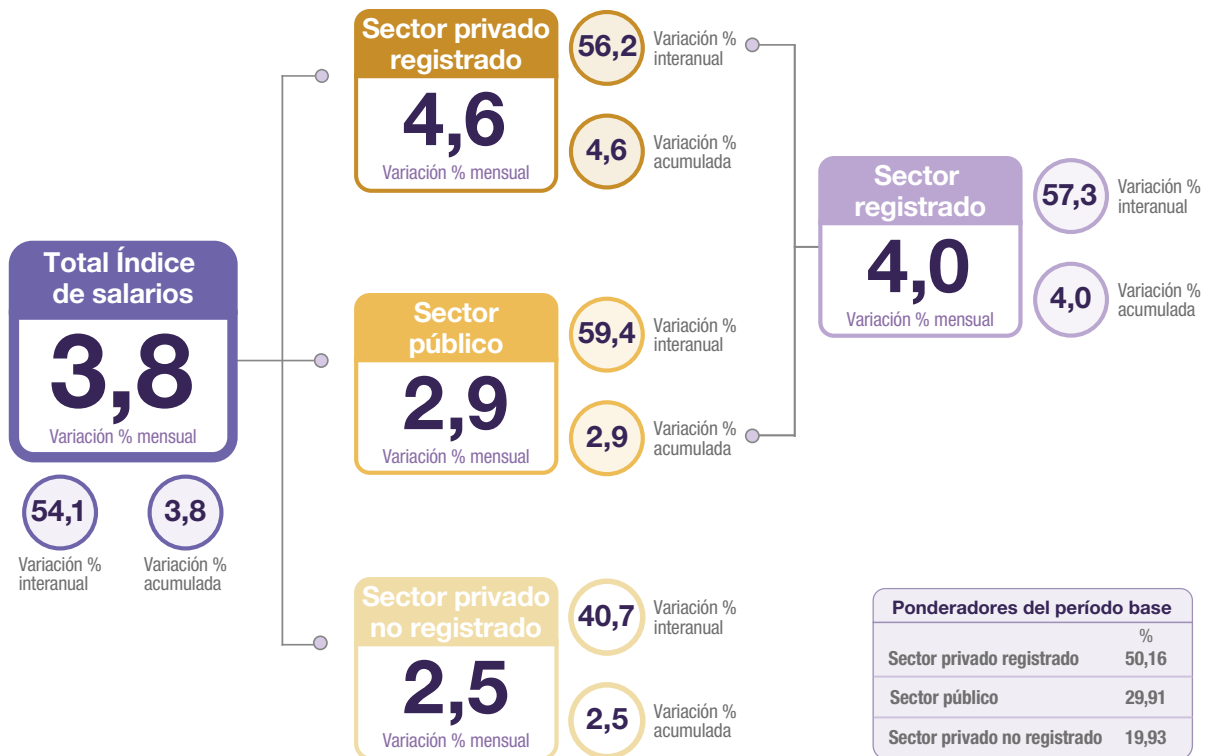 Total Índice
de salarios
3,8
Variación % mensual
54,1
Variación %
interanual
3,8
Variación %
acumulada
Sector privado
registrado
4,6
Variación % mensual
56,2
Variación %
interanual
4,6
Variación %
acumulada
Sector
público
2,9
Variación % mensual
59,4
Variación %
interanual
2,9
Variación %
acumulada
Sector privado
no registrado
2,5
Variación % mensual
40,7
Variación %
interanual
2,5
Variación %
acumulada
Sector
registrado
4,0
Variación % mensual
57,3
Variación %
interanual
4,0
Variación %
acumulada
Ponderadores del período base
%
Sector privado registrado 50,16
Sector público 29,91
Sector privado no registrado 19,93